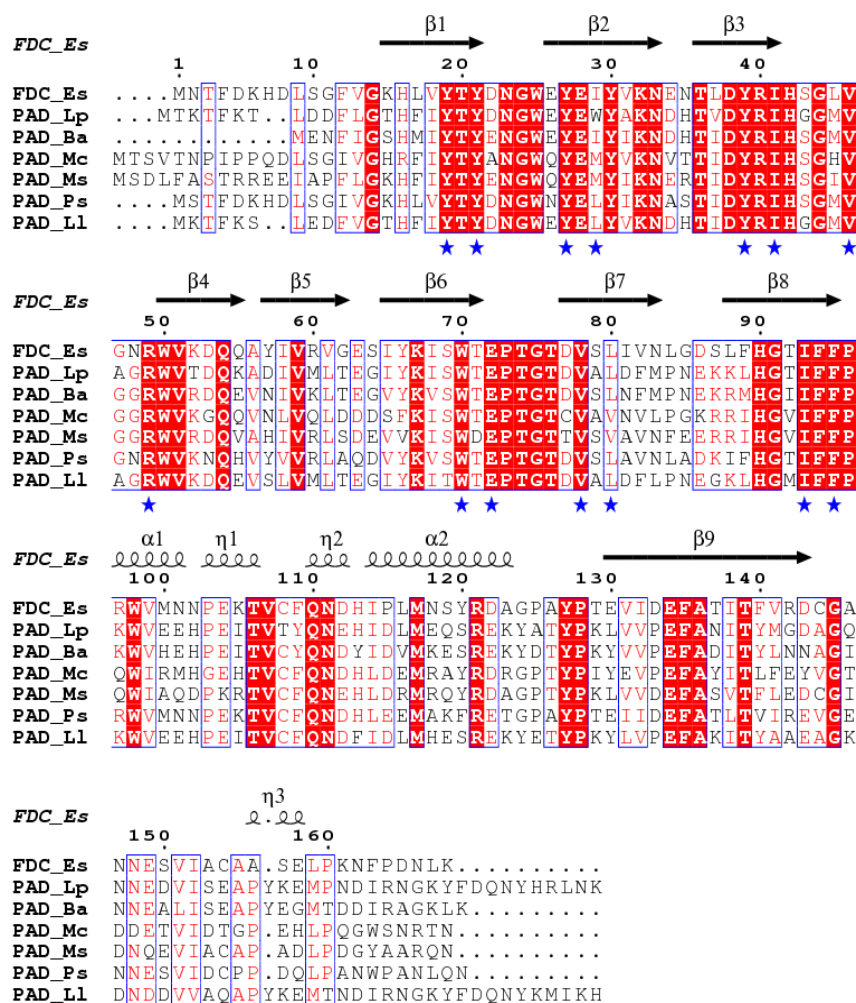 FDC_Es β1 β2 β3
1 10 20 30 40
FDC_Es ....MNTFDKHDLSGFVGKHLVYTYDNGWEYEIYVKNENTLDYRIHSGLV
PAD_Lp ...MTKTFKT..LDDFLGTHFIYTYDNGWEYEWYVKNDHTVDYRIHGGMV
PAD_Ba ............MENFIGSHMIYTYENGWEYEIYIKNDHTIDYRIHSGMV
PAD_Mc MTSVTNPIPPQDLSGIVGHRFIYTYANGWQYEMYVKNVTTIDYRIHSGHV
PAD_Ms MSDLFASTRREEIAPFLGKHFIYTYDNGWEYEMYIKNERTIDYRIHSGIV
PAD_Ps ....MSTFDKHDLSGIVGKHLVYTYDNGWNYELYIKNASTIDYRIHSGMV
PAD_Ll ....MKTFKS..LEDFVGTHFIYTYDNGWEYELYVKNDHTIDYRIHSGMV
FDC_Es β4 β5 β6 β7 β8
50 60 70 80 90
FDC_Es GNRWVKDQQAYIVRVGESIYKISWTEPTGTDVSLIVNLGDSLFHGTIFFP
PAD_Lp AGRWVTDQKADIVMLTEGIYKISWTEPTGTDVALDFMPNEKKLHGTIFFP
PAD_Ba GGRWVRDQEVNIVKLTEGVYKVSWTEPTGTDVSLNFMPNEKRMHGIIFFP
PAD_Mc GGRWVKGQQVNLVQLDDDSFKISWTEPTGTCVAVNVLPGKRRIHGVIFFP
PAD_Ms GGRWVRDQVAHIVRLSDEVVKISWDEPTGTTVSVAVNFEERRIHGVIFFP
PAD_Ps GNRWVKNQHVYVVRLAQDVYKVSWTEPTGTDVSLAVNLADKIFHGTIFFP
PAD_Ll AGRWVKDQEVSLVMLTEGIYKITWTEPTGTDVALDFLPNEGKLHGMIFFP
FDC_Es α1 η1 η2 α2 β9
100 110 120 130 140
FDC_Es RWVMNNPEKTVCFQNDHIPLMNSYRDAGPAYPTEVIDEFATITFVRDCGA
PAD_Lp KWVEEHPEITVTYQNEHIDLMEQSREKYATYPKLVVPEFANITYMGDAGQ
PAD_Ba KWVHEHPEITVCYQNDYIDVMKESREKYDTYPKYVVPEFADITYLNNAGI
PAD_Mc QWIRMHGEHTVCFQNDHLDEMRAYRDRGPTYPIYEVPEFAYITLFEYVGT
PAD_Ms QWIAQDPKRTVCFQNEHLDRMRQYRDAGPTYPKLVVDEFASVTFLEDCGI
PAD_Ps RWVMNNPEKTVCFQNDHLEEMAKFRETGPAYPTEIIDEFATLTVIREVGE
PAD_Ll KWVEEHPEITVCFQNDFIDLMHESREKYETYPKYLVPEFAKITYAAEAGK
FDC_Es η3
150 160
FDC_Es NNESVIACAA.SELPKNFPDNLK.........
PAD_Lp NNEDVISEAPYKEMPNDIRNGKYFDQNYHRLNK
PAD_Ba NNEALISEAPYEGMTDDIRAGKLK.........
PAD_Mc DDETVIDTGP.EHLPQGWSNRTN.........
PAD_Ms DNQEVIACAP.ADLPDGYAARQN.........
PAD_Ps NNESVIDCPP.DQLPANWPANLQN........
PAD_Ll DNDDVVAQAPYKEMTNDIRNGKYFDQNYKMIKH